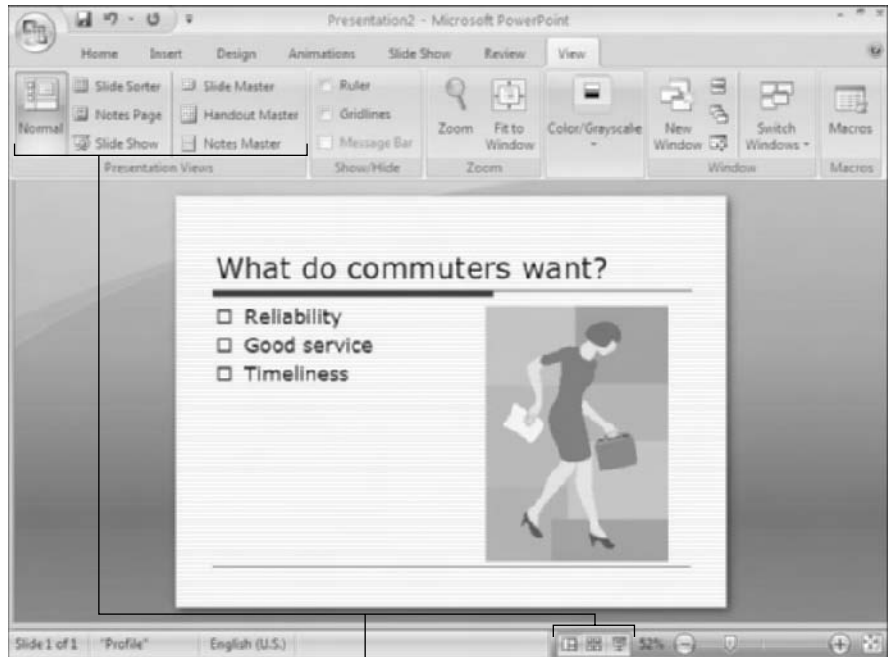 Presentation2 - Microsoft PowerPoint
Home Insert Design Animations Slide Show Review View
Normal
Slide Sorter
Notes Page
Slide Show
Slide Master
Handout Master
Notes Master
Presentation Views
Ruler
Gridlines
Message Bar
Show/Hide
Zoom
Fit to
Window
Zoom
Color/Grayscale
New
Window
Switch
Windows
Window
Macros
Macros
What do commuters want?
Reliability
Good service
Timeliness
Slide 1 of 1 "Profile" English (U.S.) 52%